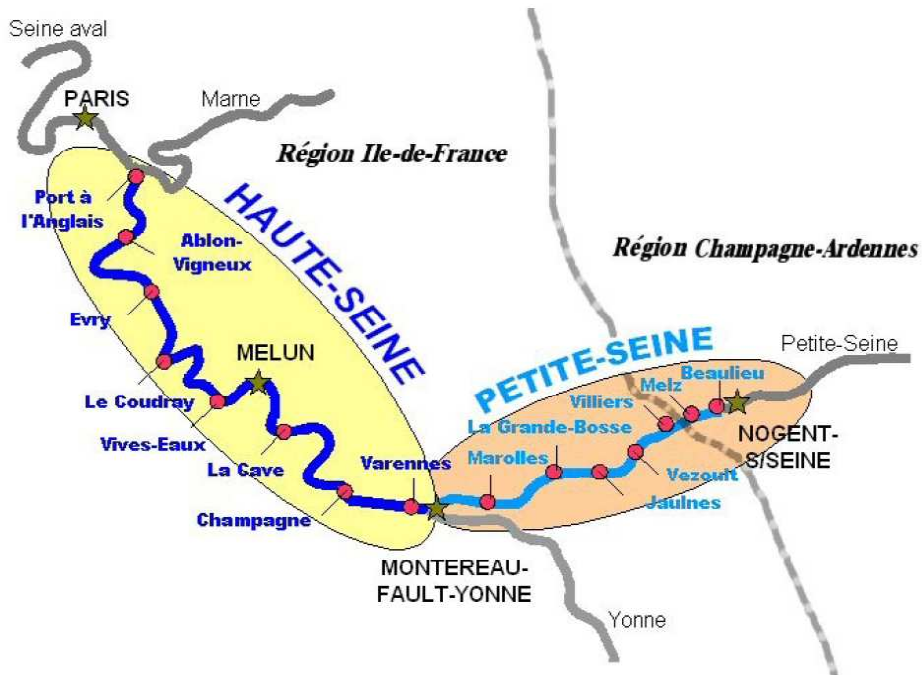 Seine aval
PARIS
Marne
Région Ile-de-France
Port à
l'Anglais
HAUTE-SEINE
Ablon-
Vigneux
Région Champagne-Ardennes
Evry
MELUN
PETITE-SEINE
Petite-Seine
Le Coudray
Beaulieu
Melz
Villiers
Vives-Eaux
La Grande-Bosse
NOGENT-
S/SEINE
La Cave
Varennes
Marolles
Vezoult
Champagne
Jaulnes
MONTEREAU-
FAULT-YONNE
Yonne